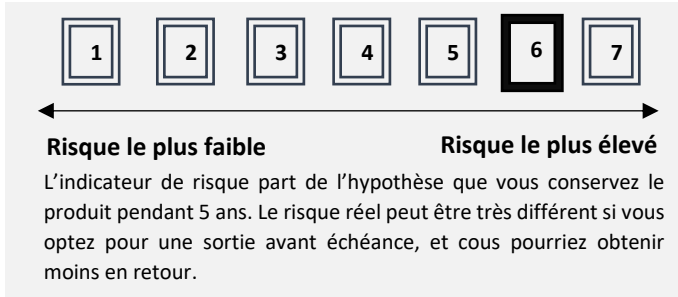 1 2 3 4 5 6 7
Risque le plus faible Risque le plus élevé
L’indicateur de risque part de l’hypothèse que vous conservez le
produit pendant 5 ans. Le risque réel peut être très différent si vous
optez pour une sortie avant échéance, et cous pourriez obtenir
moins en retour.